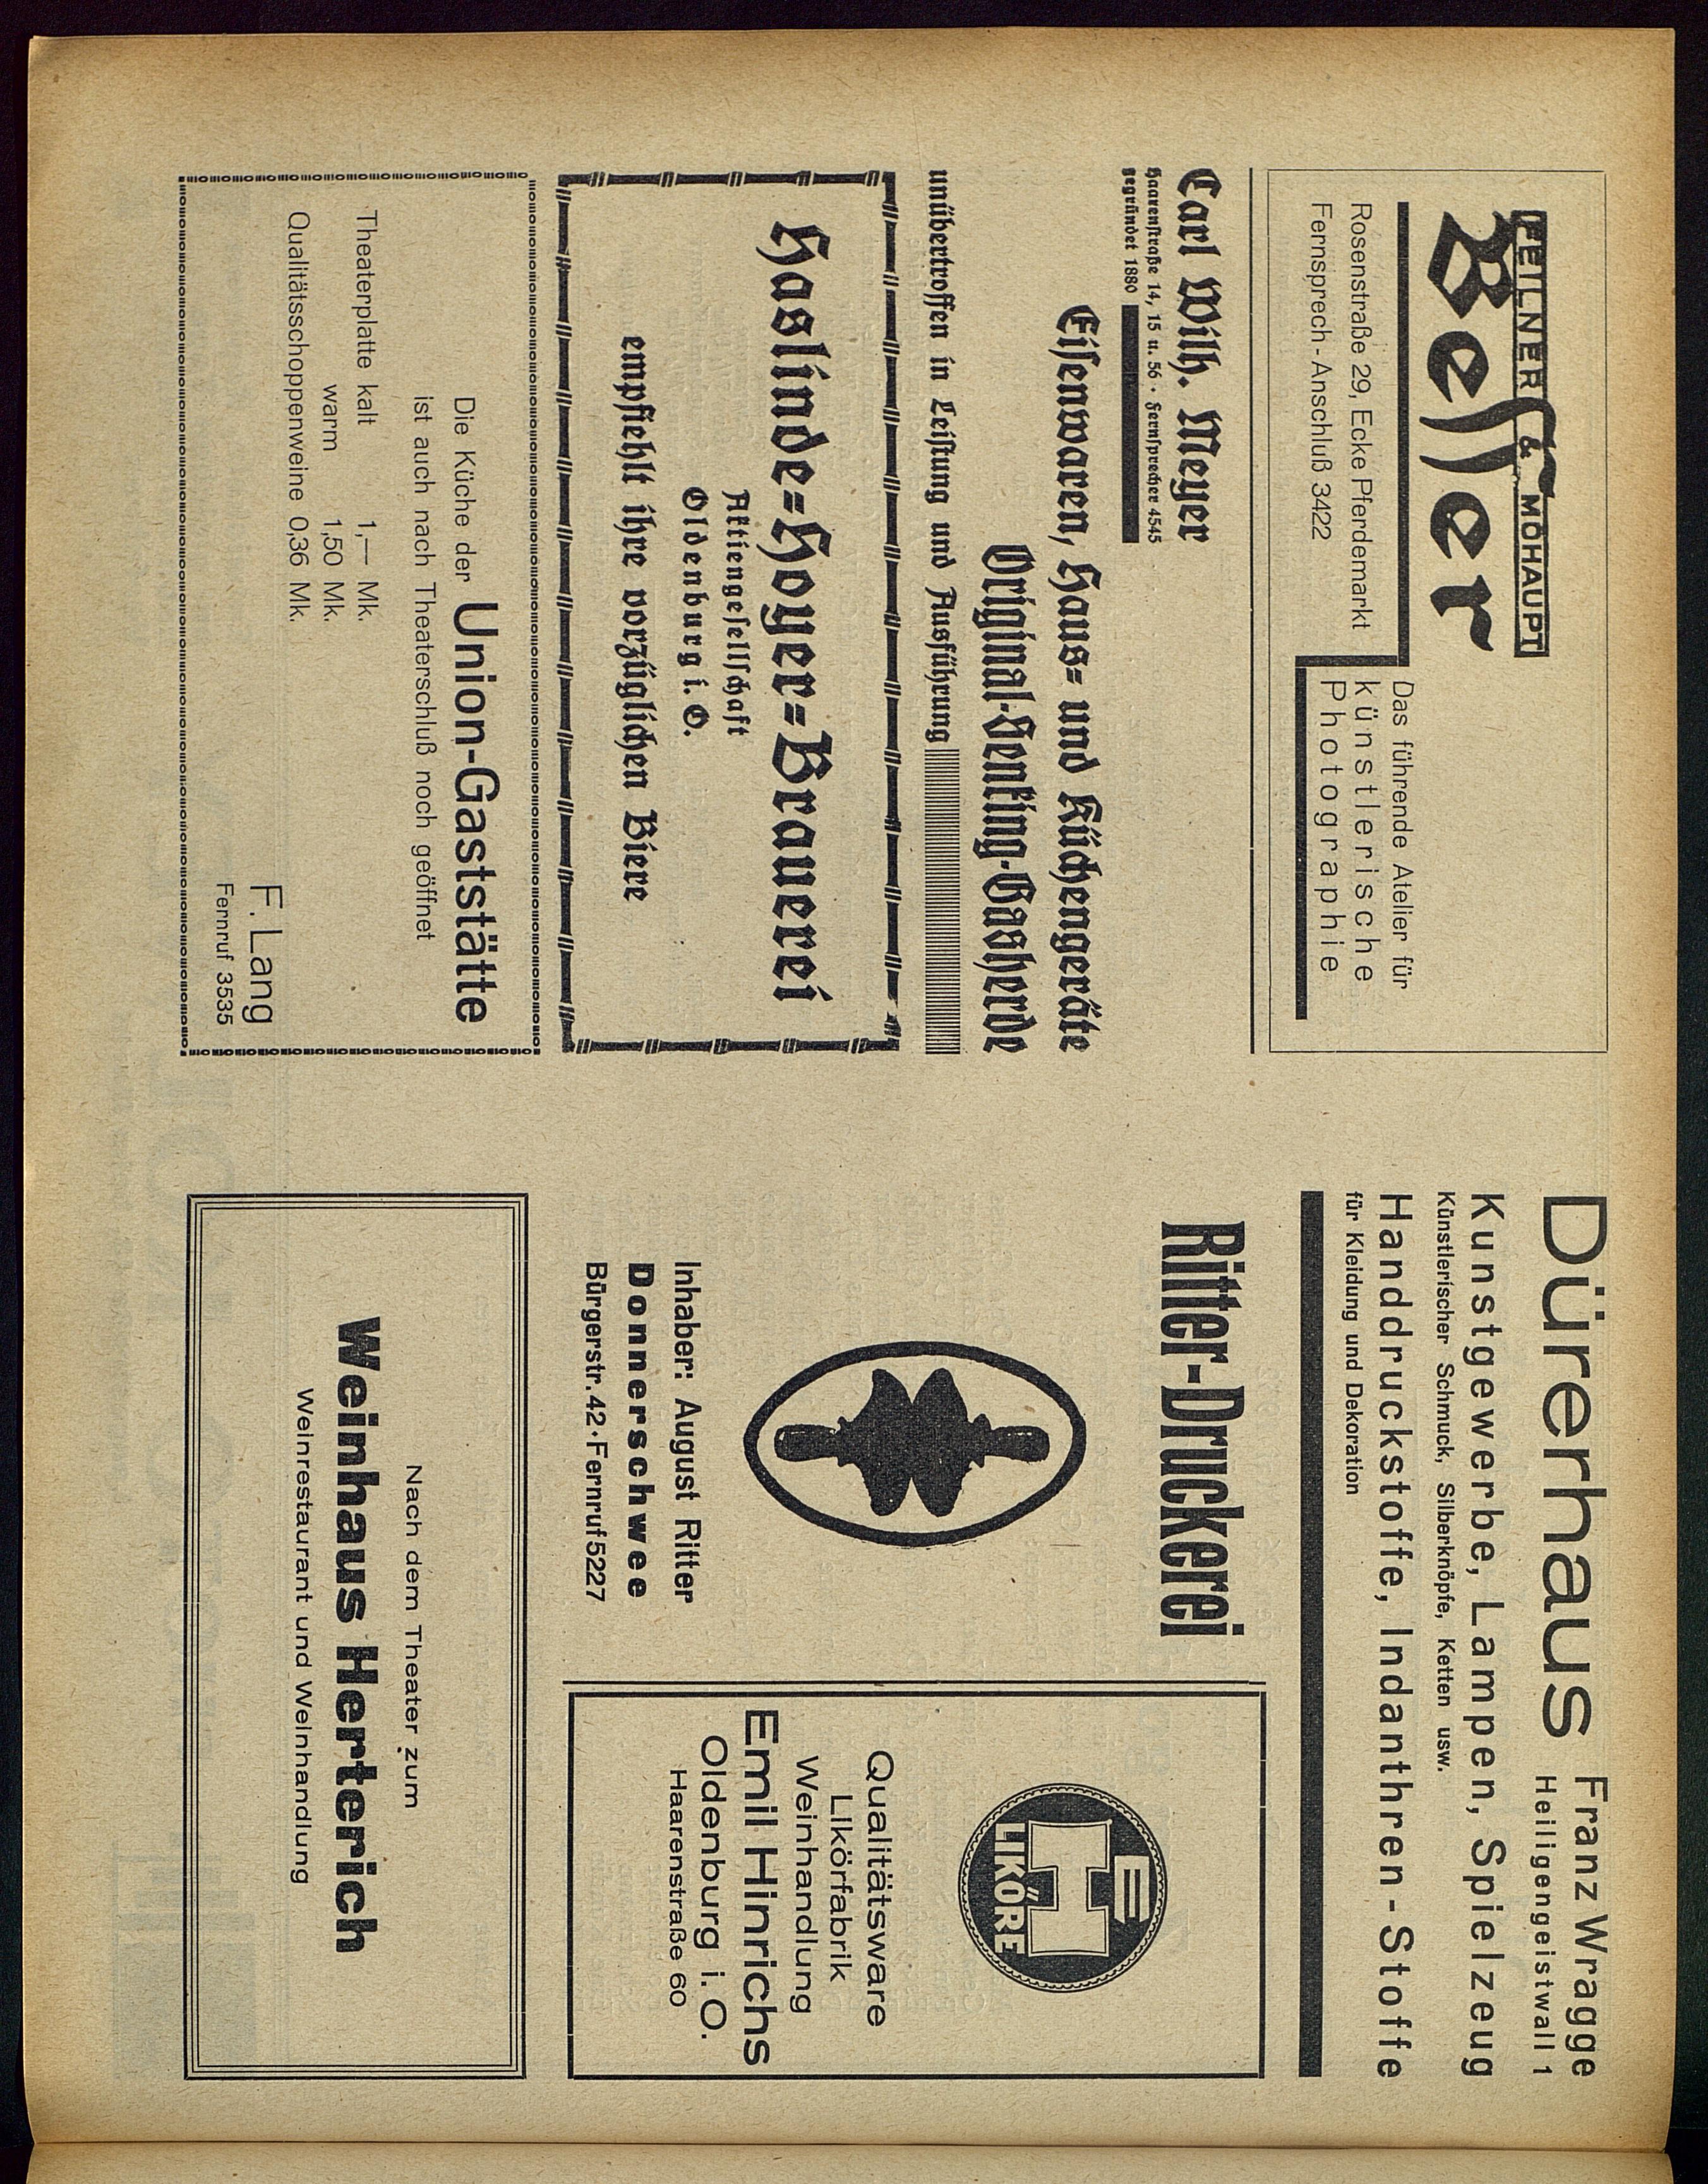 FEILNER & MOHAUPT
Besser
Rosenstraße 29, Ecke Pferdemarkt
Fernsprech-Anschluß 3422
Das führende Atelier für
künstlerische
Photographie
Carl Wilh. Meyer
Haarenstraße 14, 15 u. 56 · Fernsprecher 4545
gegründet 1880
Eisenwaren, Haus- und Küchengeräte
Original-Senking-Gasherde
unübertroffen in Leistung und Ausführung
Haslinde-Hoyer-Brauerei
Aktiengesellschaft
Oldenburg i. O.
empfiehlt ihre vorzüglichen Biere
Die Küche der Union-Gaststätte
ist auch nach Theaterschluß noch geöffnet
Theaterplatte kalt 1,— Mk.
warm 1,50 Mk.
Qualitätsschoppenweine 0,36 Mk.
F. Lang
Fernruf 3535
Dürerhaus Franz Wragge
Heiligengeistwall 1
Kunstgewerbe, Lampen, Spielzeug
Künstlerischer Schmuck, Silberknöpfe, Ketten usw.
Handdruckstoffe, Indanthren-Stoffe
für Kleidung und Dekoration
Ritter-Druckerei
Inhaber: August Ritter
Donnerschwee
Bürgerstr. 42 · Fernruf 5227
E
H
LIKÖRE
Qualitätsware
Likörfabrik
Weinhandlung
Emil Hinrichs
Oldenburg i. O.
Haarenstraße 60
Nach dem Theater zum
Weinhaus Herterich
Weinrestaurant und Weinhandlung